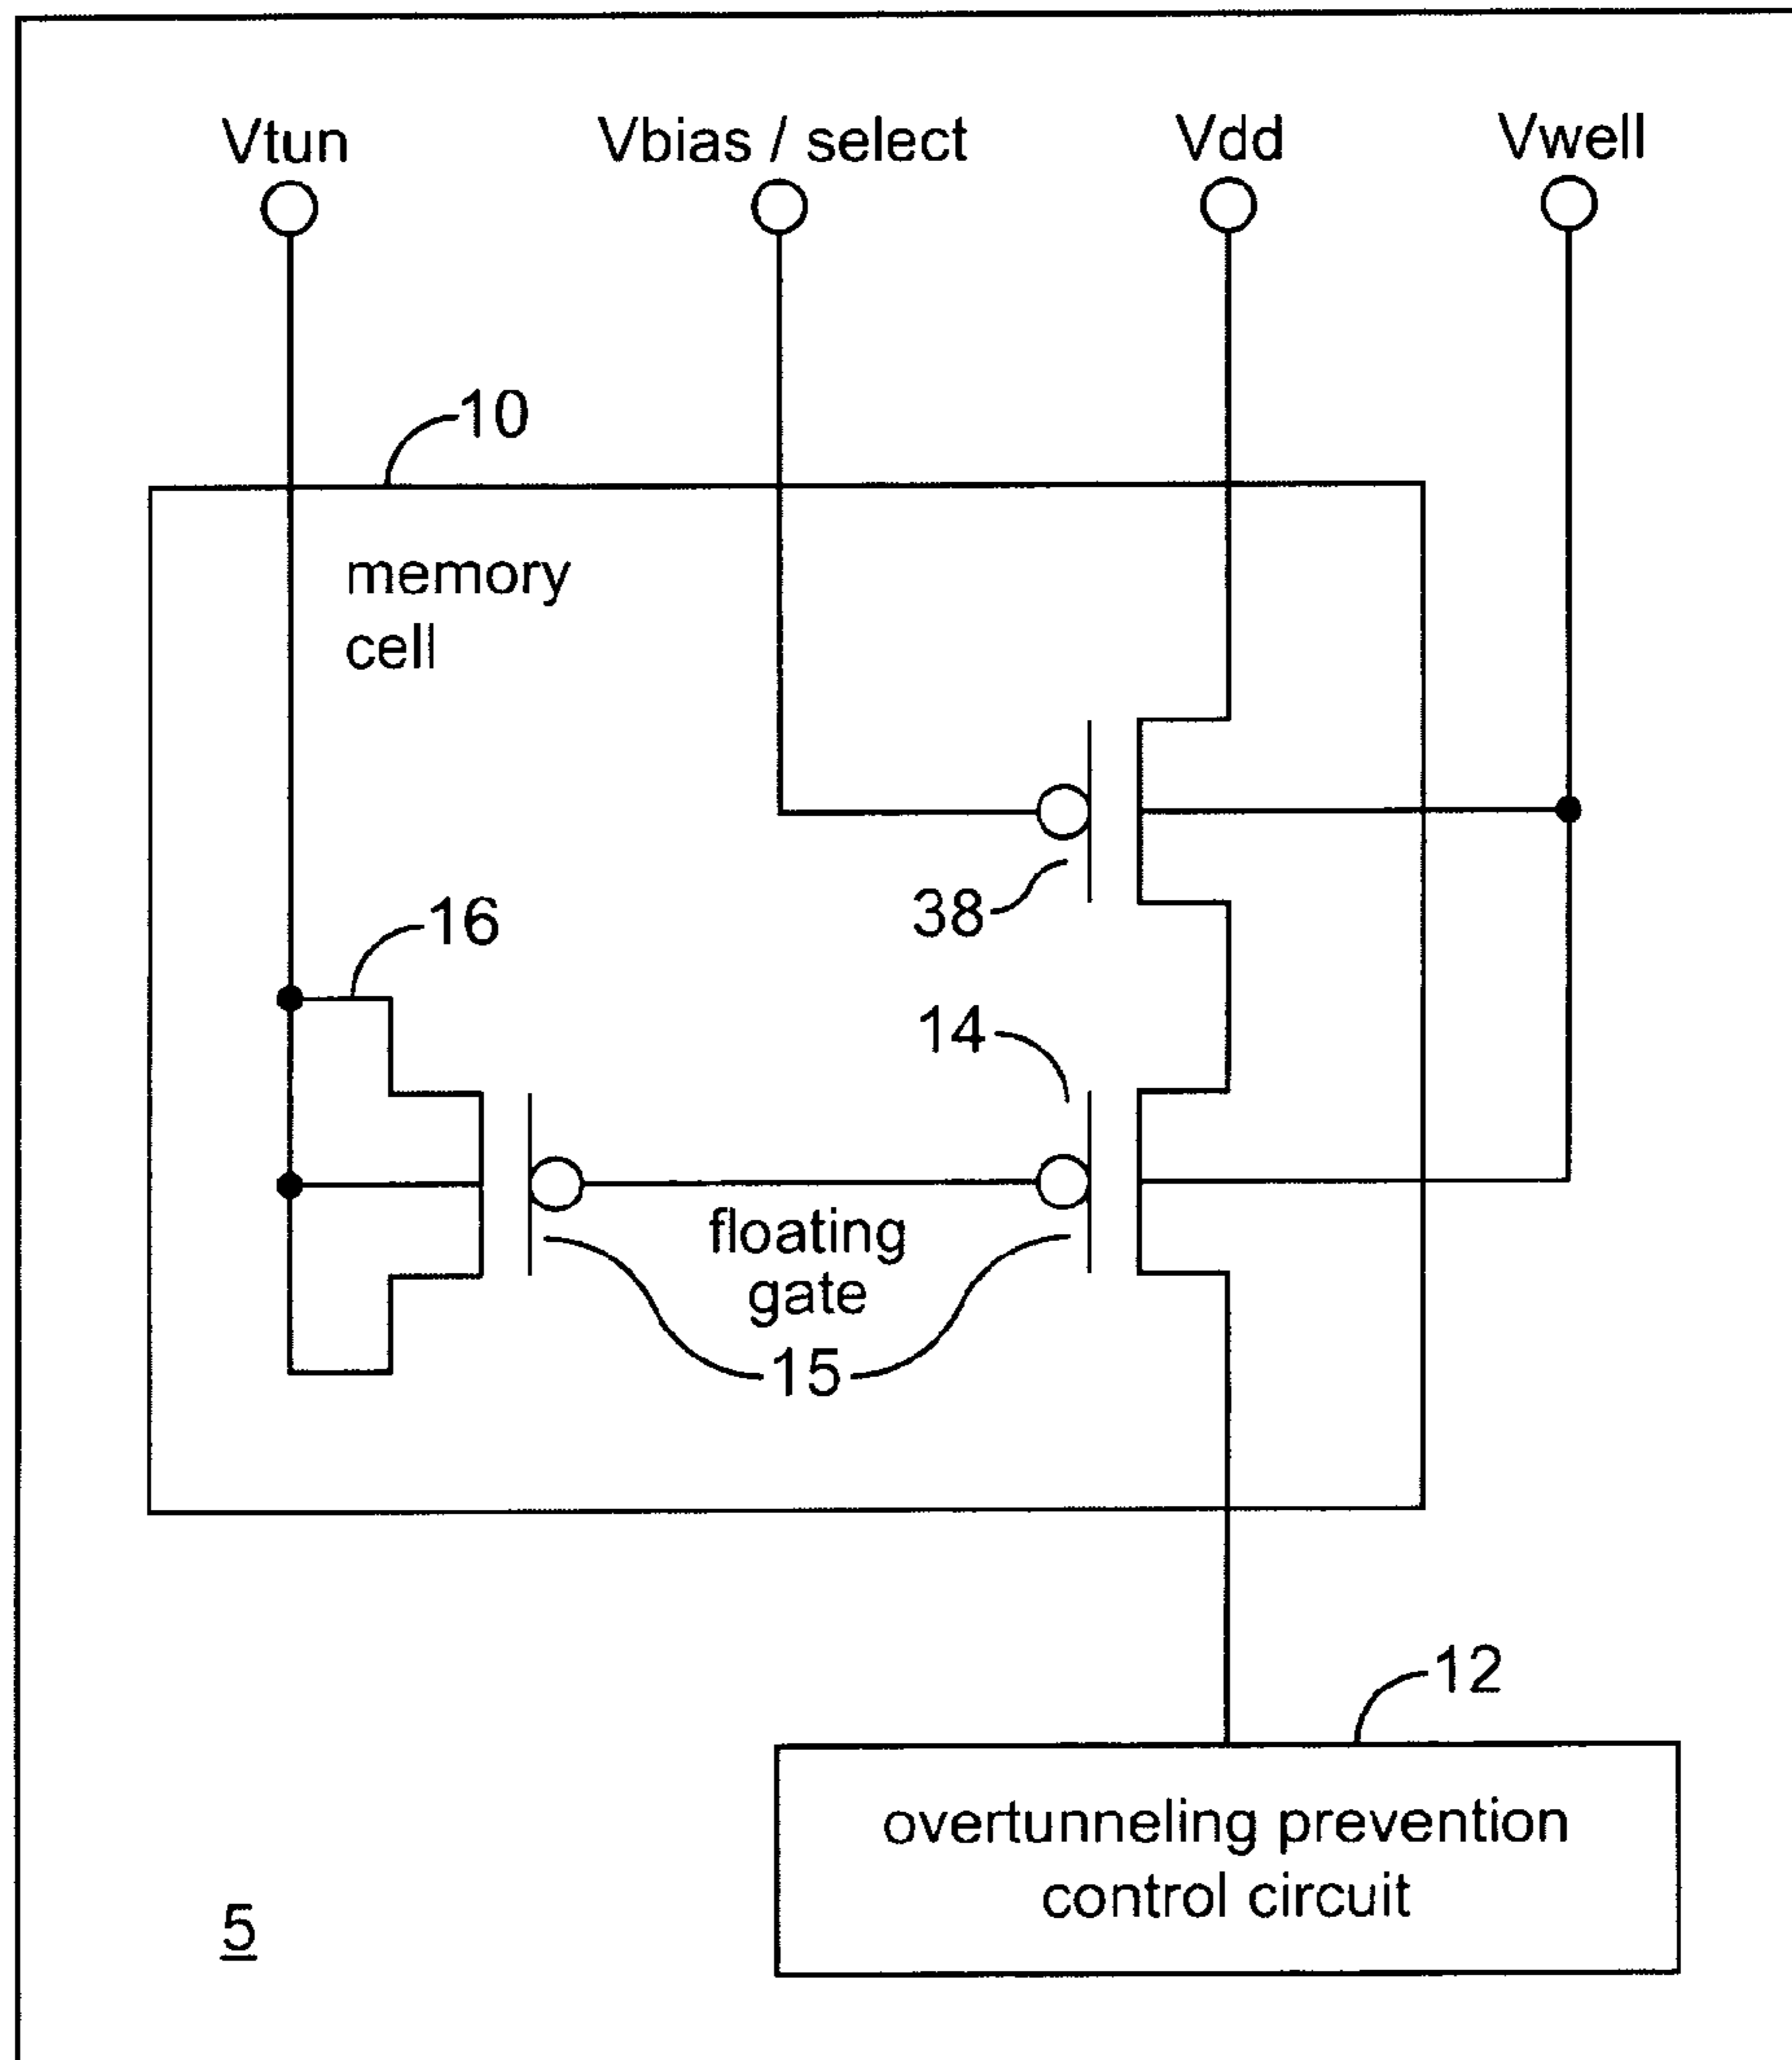 Vtun
Vbias / select
Vdd
Vwell
10
memory
cell
38
16
14
floating
gate
15
12
overtunneling prevention
control circuit
5